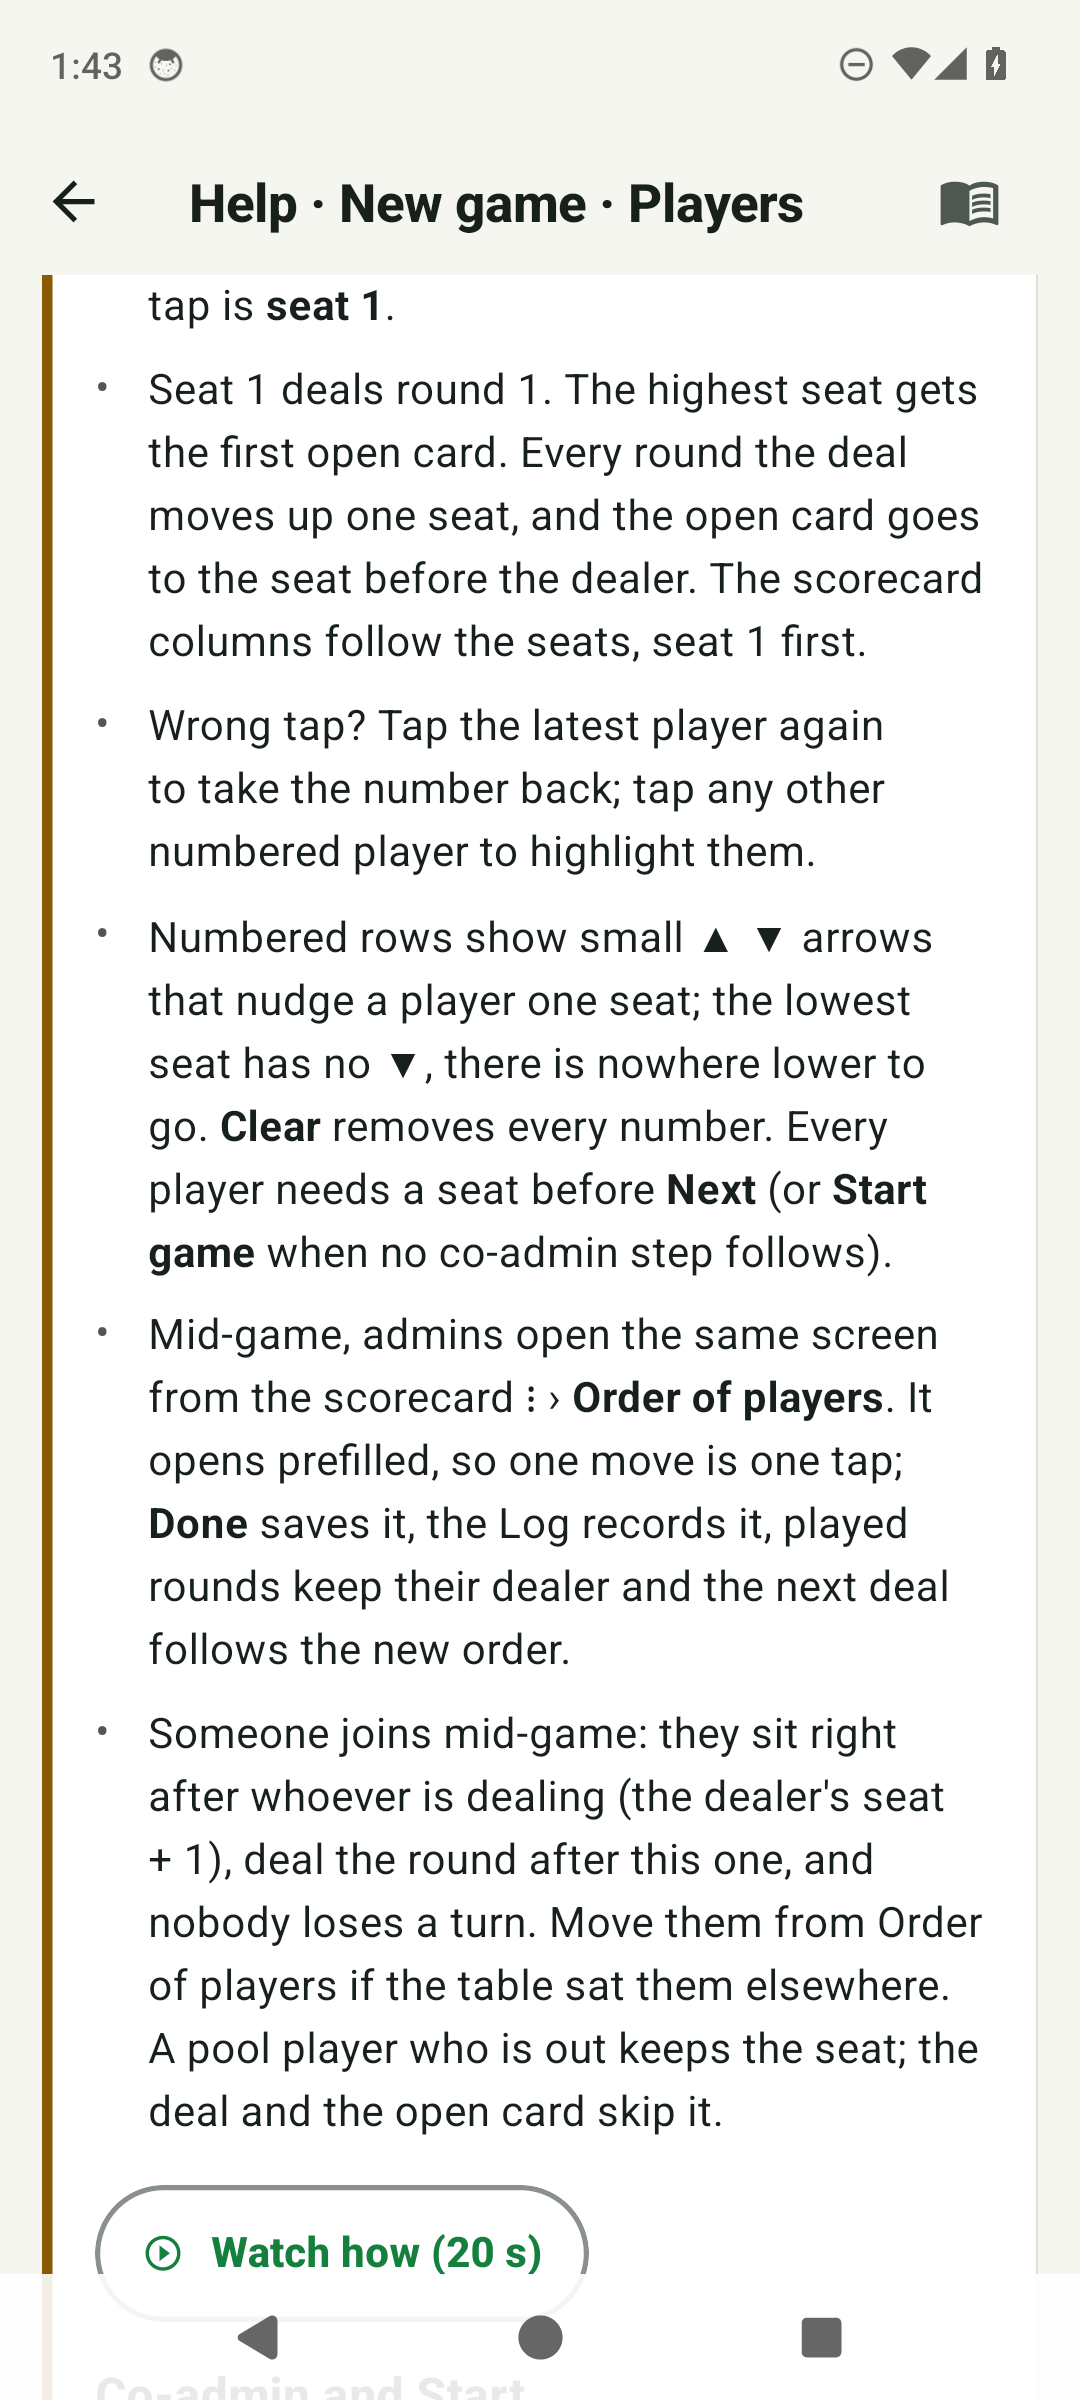 1:43
Help · New game · Players
tap is seat 1.
• Seat 1 deals round 1. The highest seat gets
the first open card. Every round the deal
moves up one seat, and the open card goes
to the seat before the dealer. The scorecard
columns follow the seats, seat 1 first.
• Wrong tap? Tap the latest player again
to take the number back; tap any other
numbered player to highlight them.
• Numbered rows show small ▲ ▼ arrows
that nudge a player one seat; the lowest
seat has no ▼, there is nowhere lower to
go. Clear removes every number. Every
player needs a seat before Next (or Start
game when no co-admin step follows).
• Mid-game, admins open the same screen
from the scorecard ⋮ › Order of players. It
opens prefilled, so one move is one tap;
Done saves it, the Log records it, played
rounds keep their dealer and the next deal
follows the new order.
• Someone joins mid-game: they sit right
after whoever is dealing (the dealer's seat
+ 1), deal the round after this one, and
nobody loses a turn. Move them from Order
of players if the table sat them elsewhere.
A pool player who is out keeps the seat; the
deal and the open card skip it.
Watch how (20 s)
Co-admin and Start